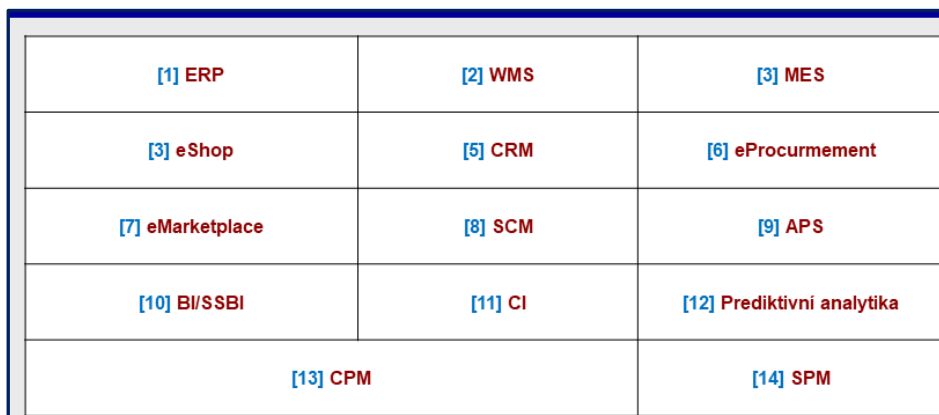 [1] ERP
[2] WMS
[3] MES
[3] eShop
[5] CRM
[6] eProcurmement
[7] eMarketplace
[8] SCM
[9] APS
[10] BI/SSBI
[11] CI
[12] Prediktivní analytika
[13] CPM
[14] SPM